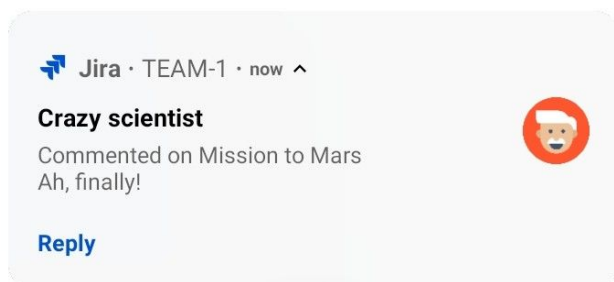 Jira · TEAM-1 · now
Crazy scientist
Commented on Mission to Mars
Ah, finally!
Reply